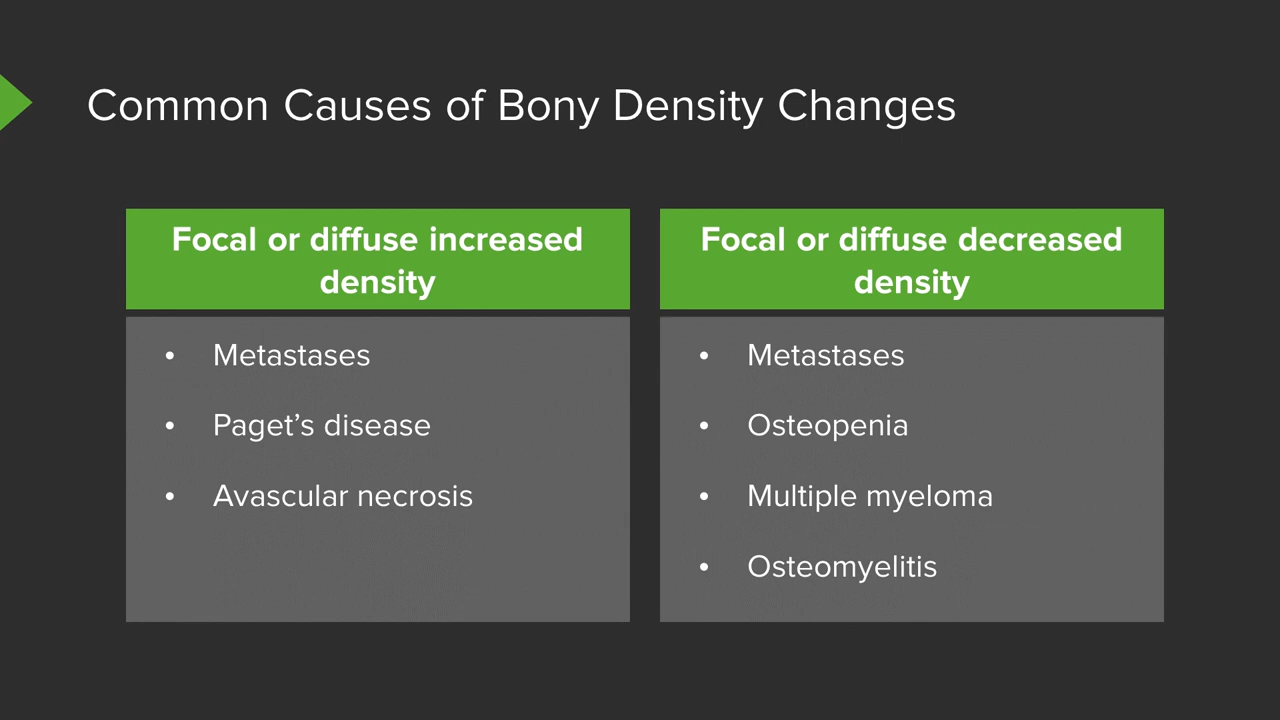 Common Causes of Bony Density Changes
Focal or diffuse increased
density
• Metastases
• Paget’s disease
• Avascular necrosis
Focal or diffuse decreased
density
• Metastases
• Osteopenia
• Multiple myeloma
• Osteomyelitis